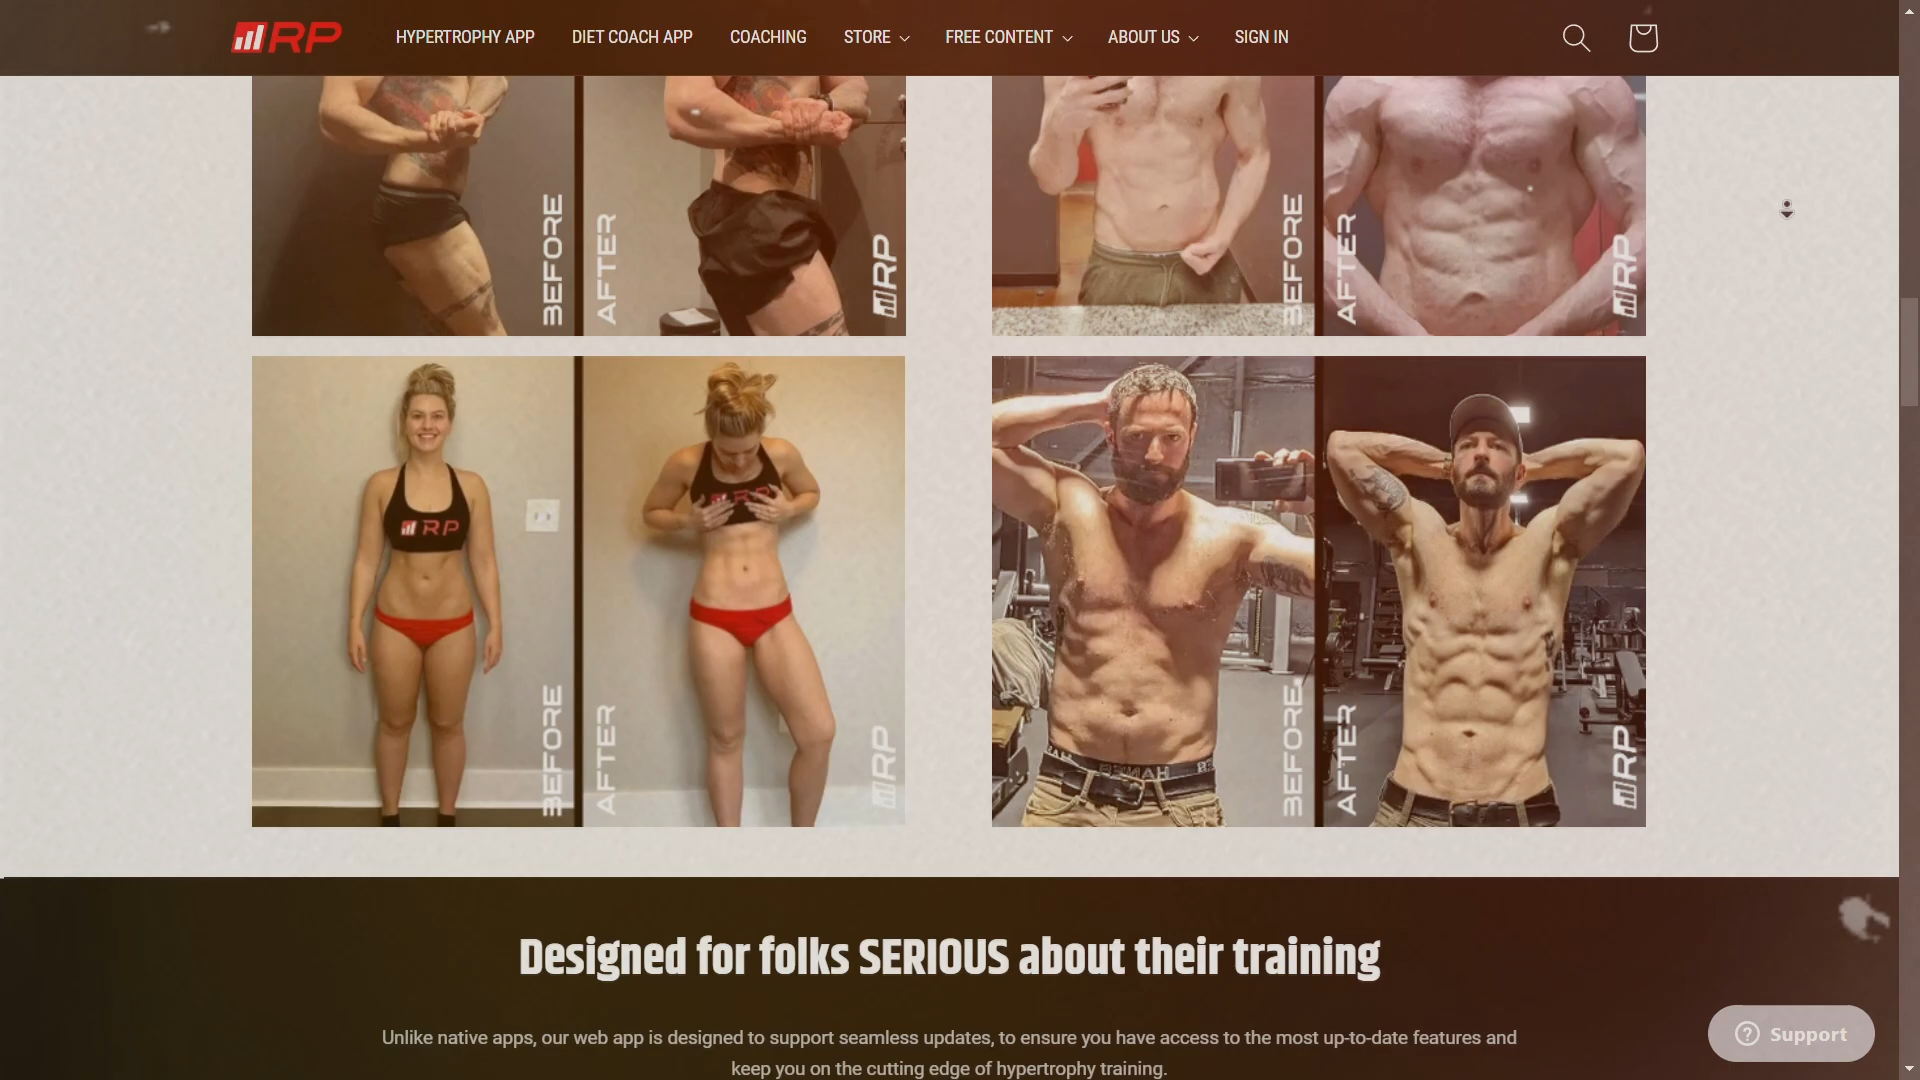 RP
HYPERTROPHY APP
DIET COACH APP
COACHING
STORE
FREE CONTENT
ABOUT US
SIGN IN
BEFORE
AFTER
RP
BEFORE
AFTER
RP
RP
BEFORE
AFTER
RP
HANES
BEFORE
AFTER
RP
Designed for folks SERIOUS about their training
Unlike native apps, our web app is designed to support seamless updates, to ensure you have access to the most up-to-date features and
keep you on the cutting edge of hypertrophy training.
Support